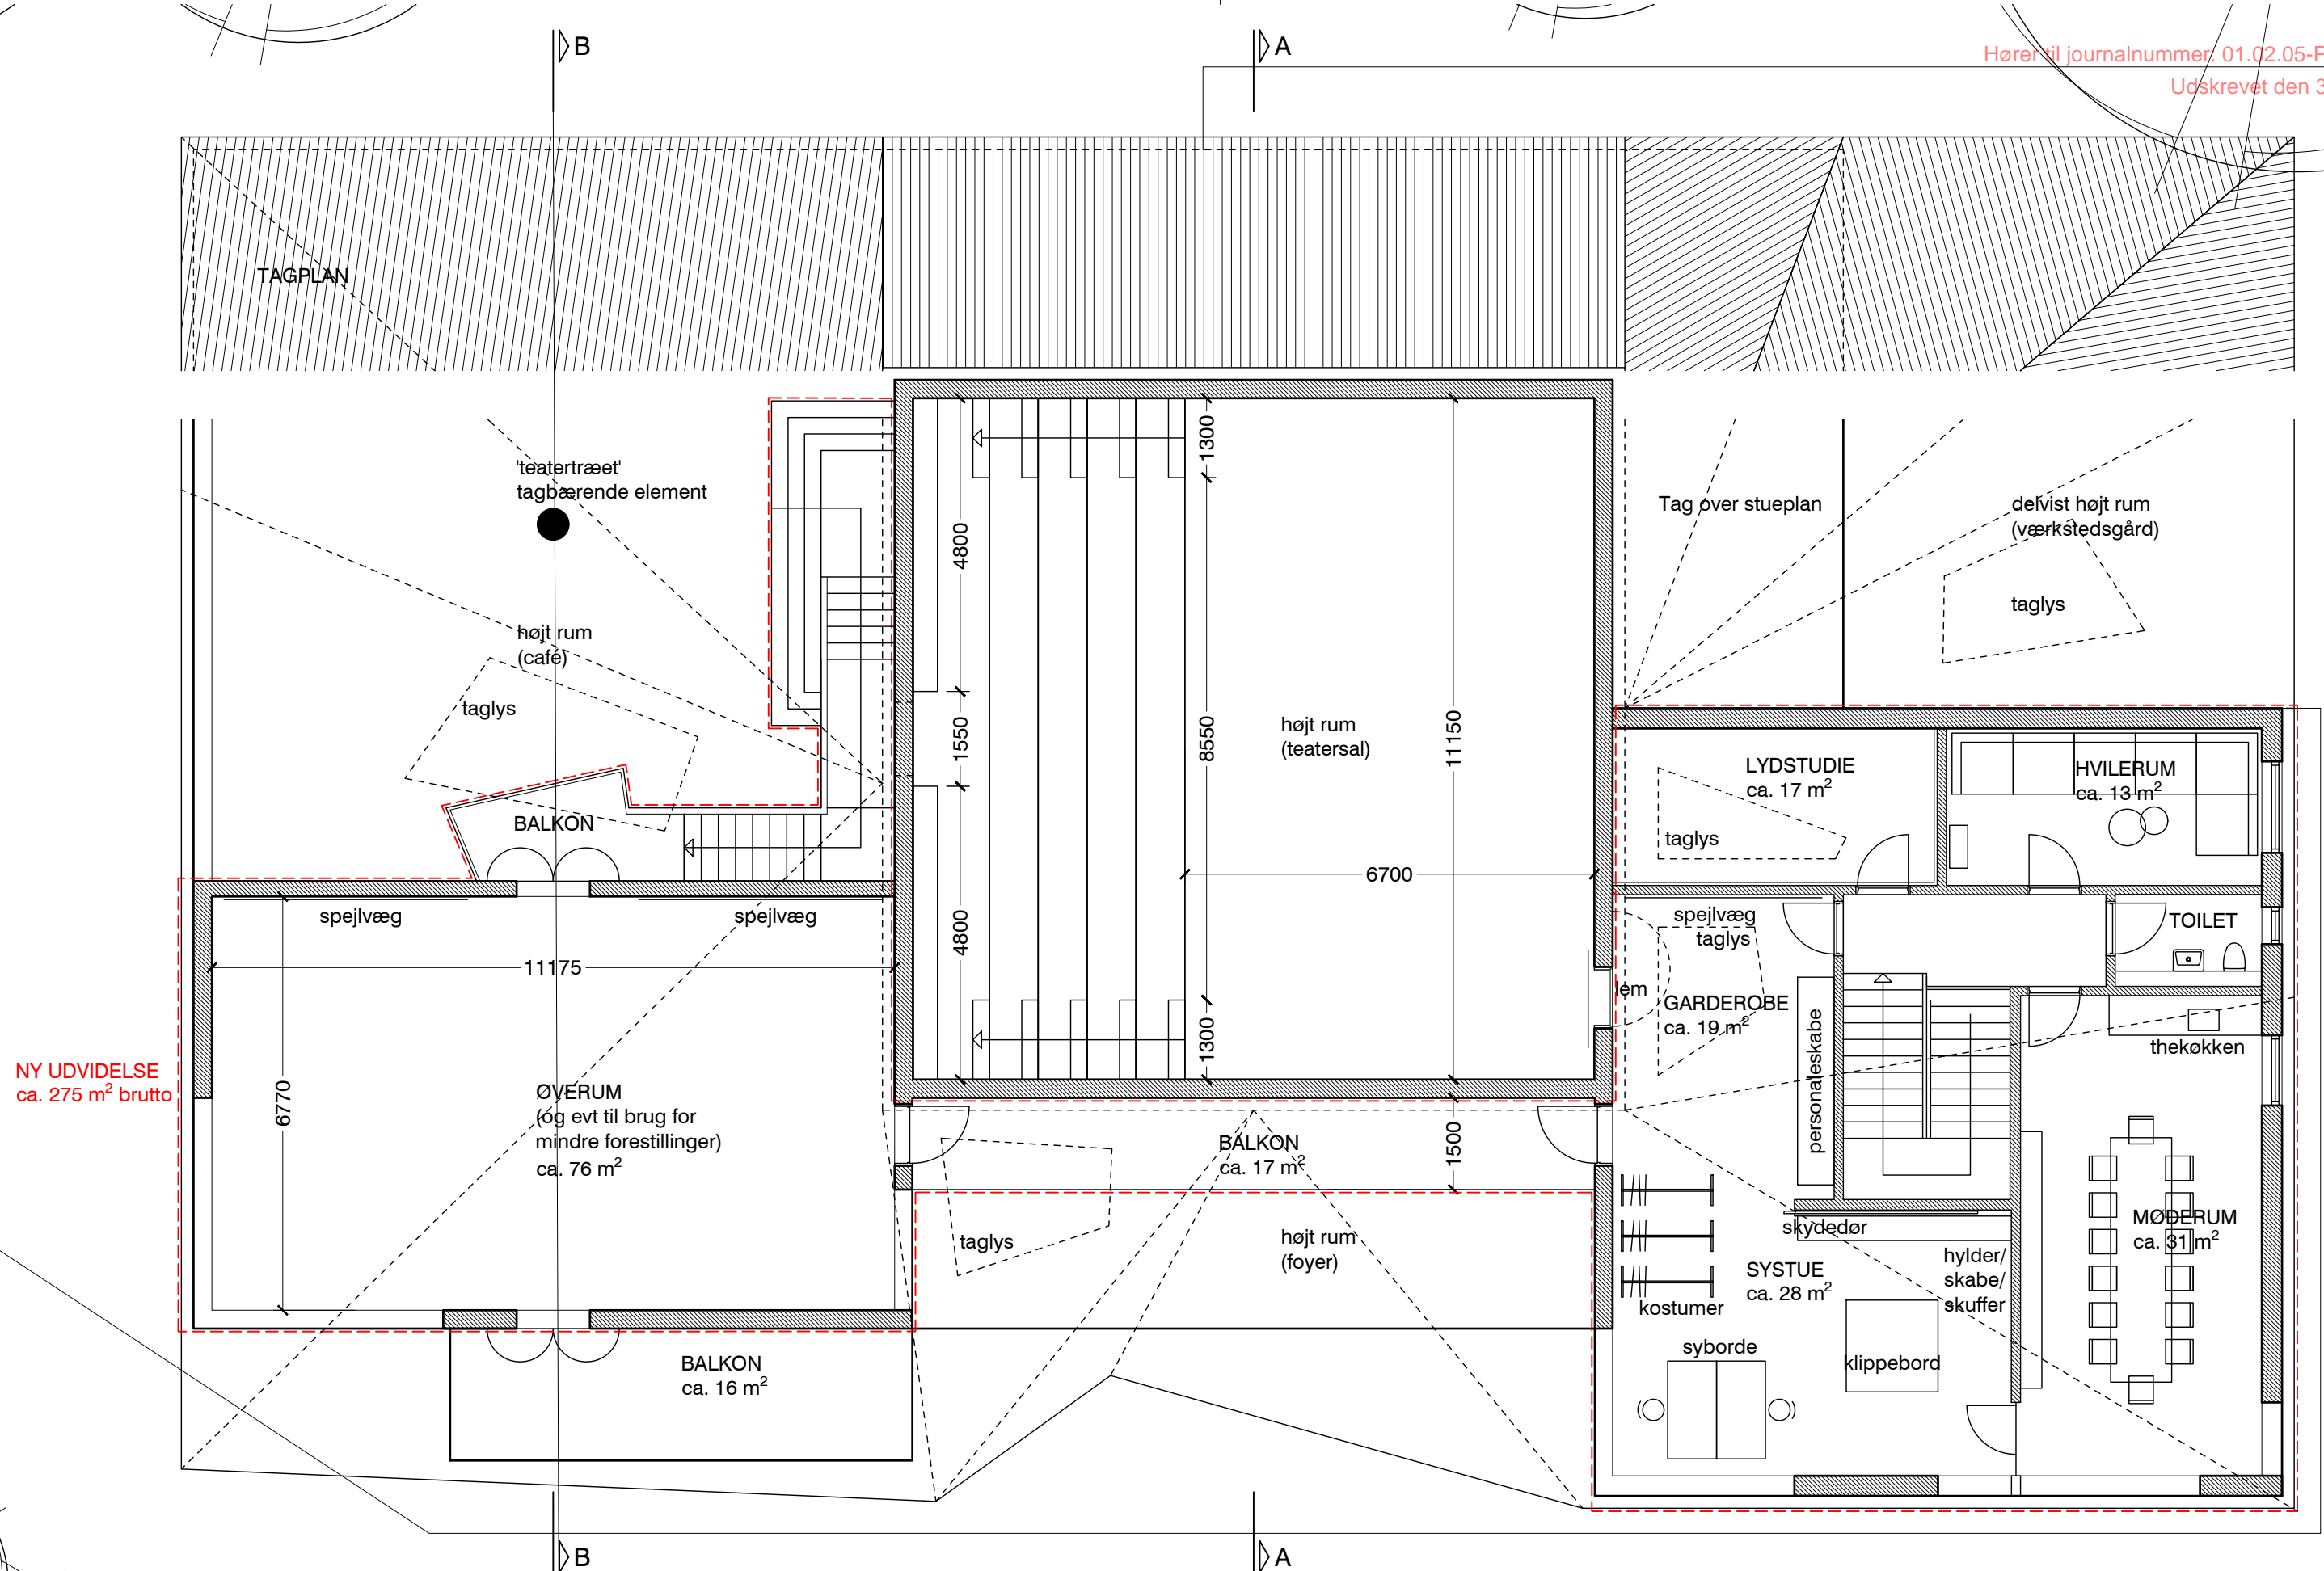 B
A
Hører til journalnummer: 01.02.05-P
Udskrevet den 3
TAGPLAN
'teatertræet'
tagbærende element
højt rum
(café)
taglys
BALKON
spejlvæg
spejlvæg
11175
6770
NY UDVIDELSE
ca. 275 m² brutto
ØVERUM
(og evt til brug for
mindre forestillinger)
ca. 76 m²
BALKON
ca. 16 m²
4800
1550
4800
1300
8550
1300
11150
højt rum
(teatersal)
6700
1500
BALKON
ca. 17 m²
taglys
højt rum
(foyer)
Tag over stueplan
delvist højt rum
(værkstedsgård)
taglys
LYDSTUDIE
ca. 17 m²
taglys
HVILERUM
ca. 13 m²
spejlvæg
taglys
TOILET
lem
GARDEROBE
ca. 19 m²
personaleskabe
thekøkken
skydedør
MØDERUM
ca. 31 m²
hylder/
skabe/
skuffer
SYSTUE
ca. 28 m²
kostumer
syborde
klippebord
B
A